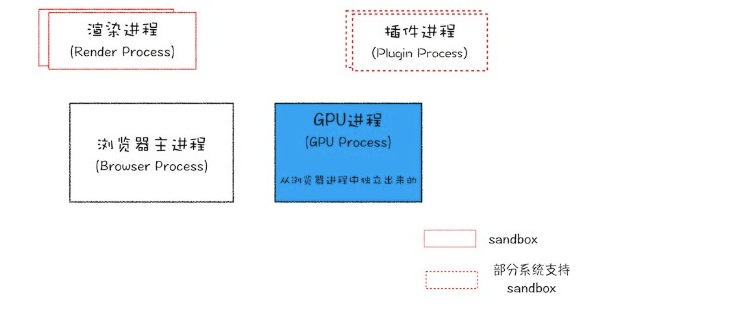 渲染进程
(Render Process)
插件进程
(Plugin Process)
浏览器主进程
(Browser Process)
GPU进程
(GPU Process)
从浏览器进程中独立出来的
sandbox
部分系统支持
sandbox